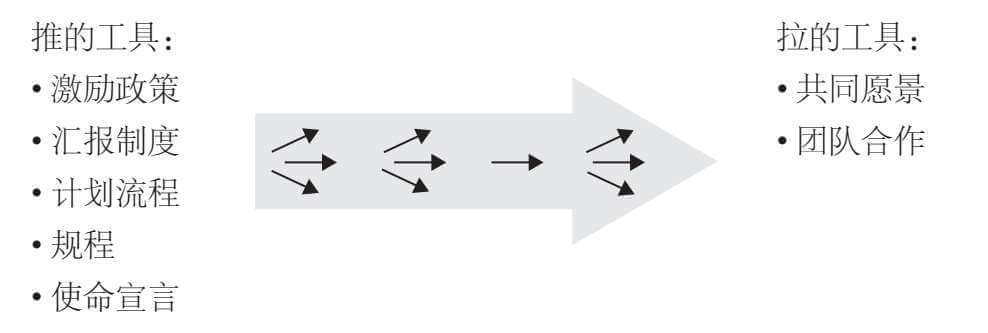 推的工具：
• 激励政策
• 汇报制度
• 计划流程
• 规程
• 使命宣言
拉的工具：
• 共同愿景
• 团队合作